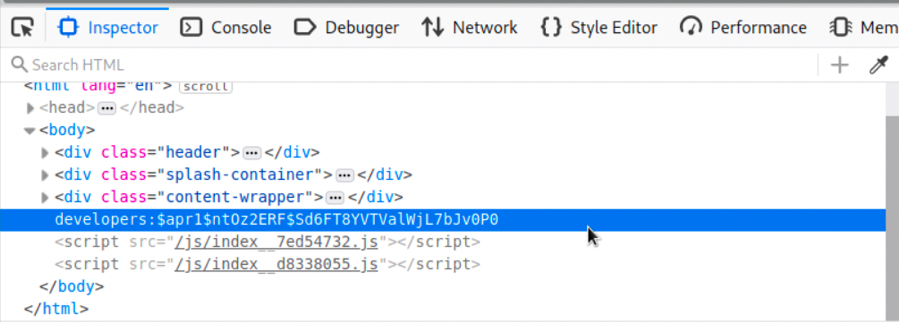 Inspector Console Debugger Network Style Editor Performance Mem
Search HTML
<html lang="en"> scroll
<head> ••• </head>
<body>
<div class="header"> ••• </div>
<div class="splash-container"> ••• </div>
<div class="content-wrapper"> ••• </div>
developers:$apr1$ntOz2ERF$Sd6FT8YVTValWjL7bJv0P0
<script src="/js/index__7ed54732.js"></script>
<script src="/js/index__d8338055.js"></script>
</body>
</html>